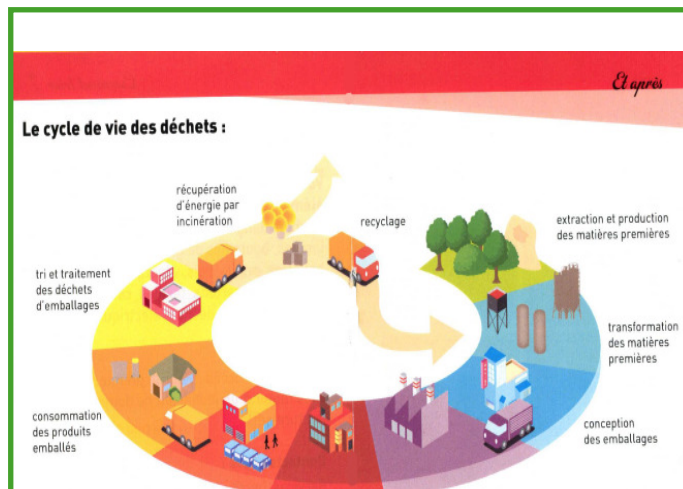 Et après
Le cycle de vie des déchets :
récupération
d'énergie par
incinération
recyclage
extraction et production
des matières premières
tri et traitement
des déchets
d'emballages
transformation
des matières
premières
consommation
des produits
emballés
conception
des emballages